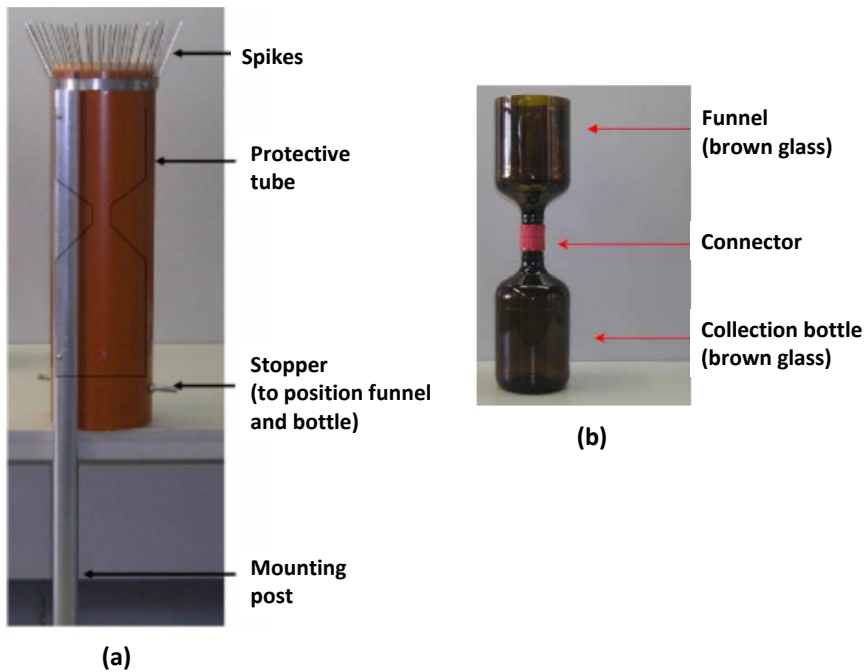 Spikes
Protective
tube
Stopper
(to position funnel
and bottle)
Mounting
post
(a)
Funnel
(brown glass)
Connector
Collection bottle
(brown glass)
(b)